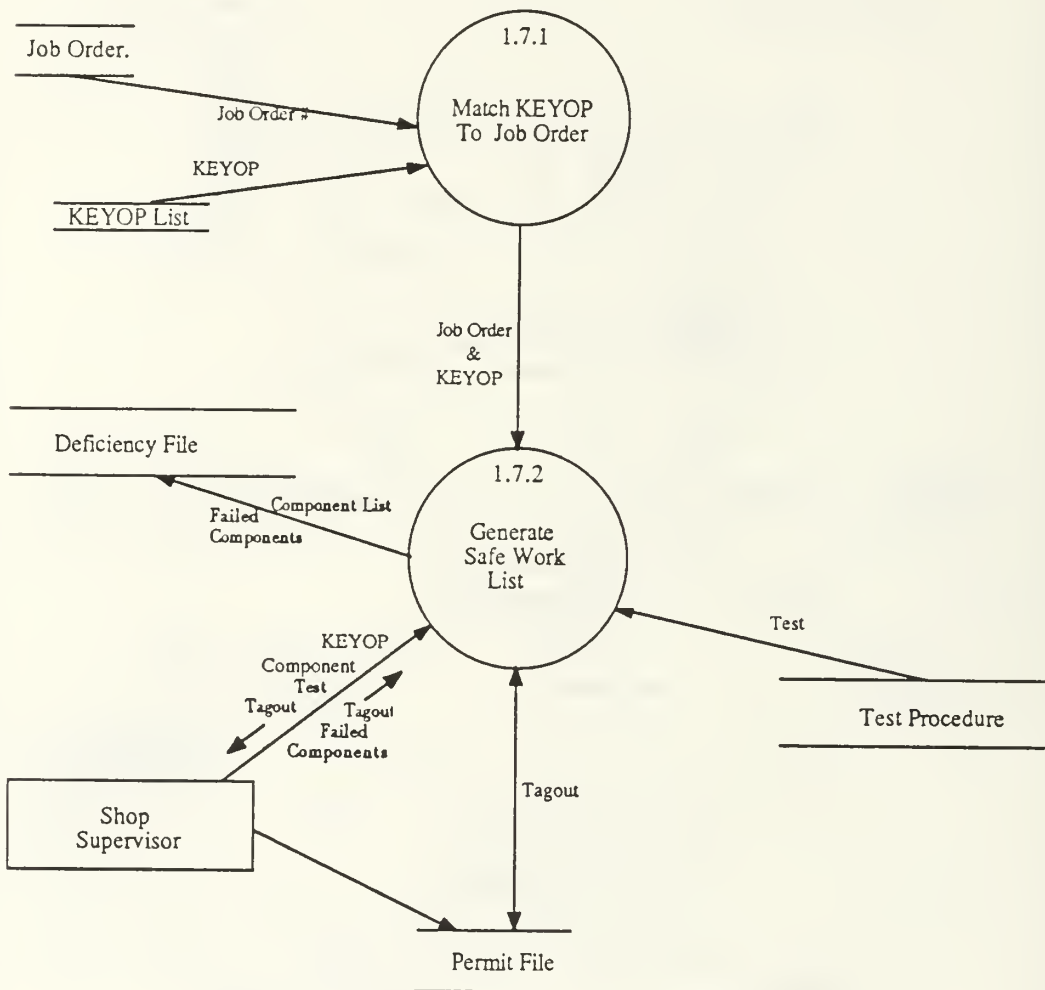 Job Order.
Job Order #
KEYOP
KEYOP List
1.7.1
Match KEYOP
To Job Order
Job Order
&
KEYOP
Deficiency File
Component List
Failed
Components
1.7.2
Generate
Safe Work
List
KEYOP
Component
Test
Tagout
Tagout
Failed
Components
Test
Test Procedure
Shop
Supervisor
Tagout
Permit File